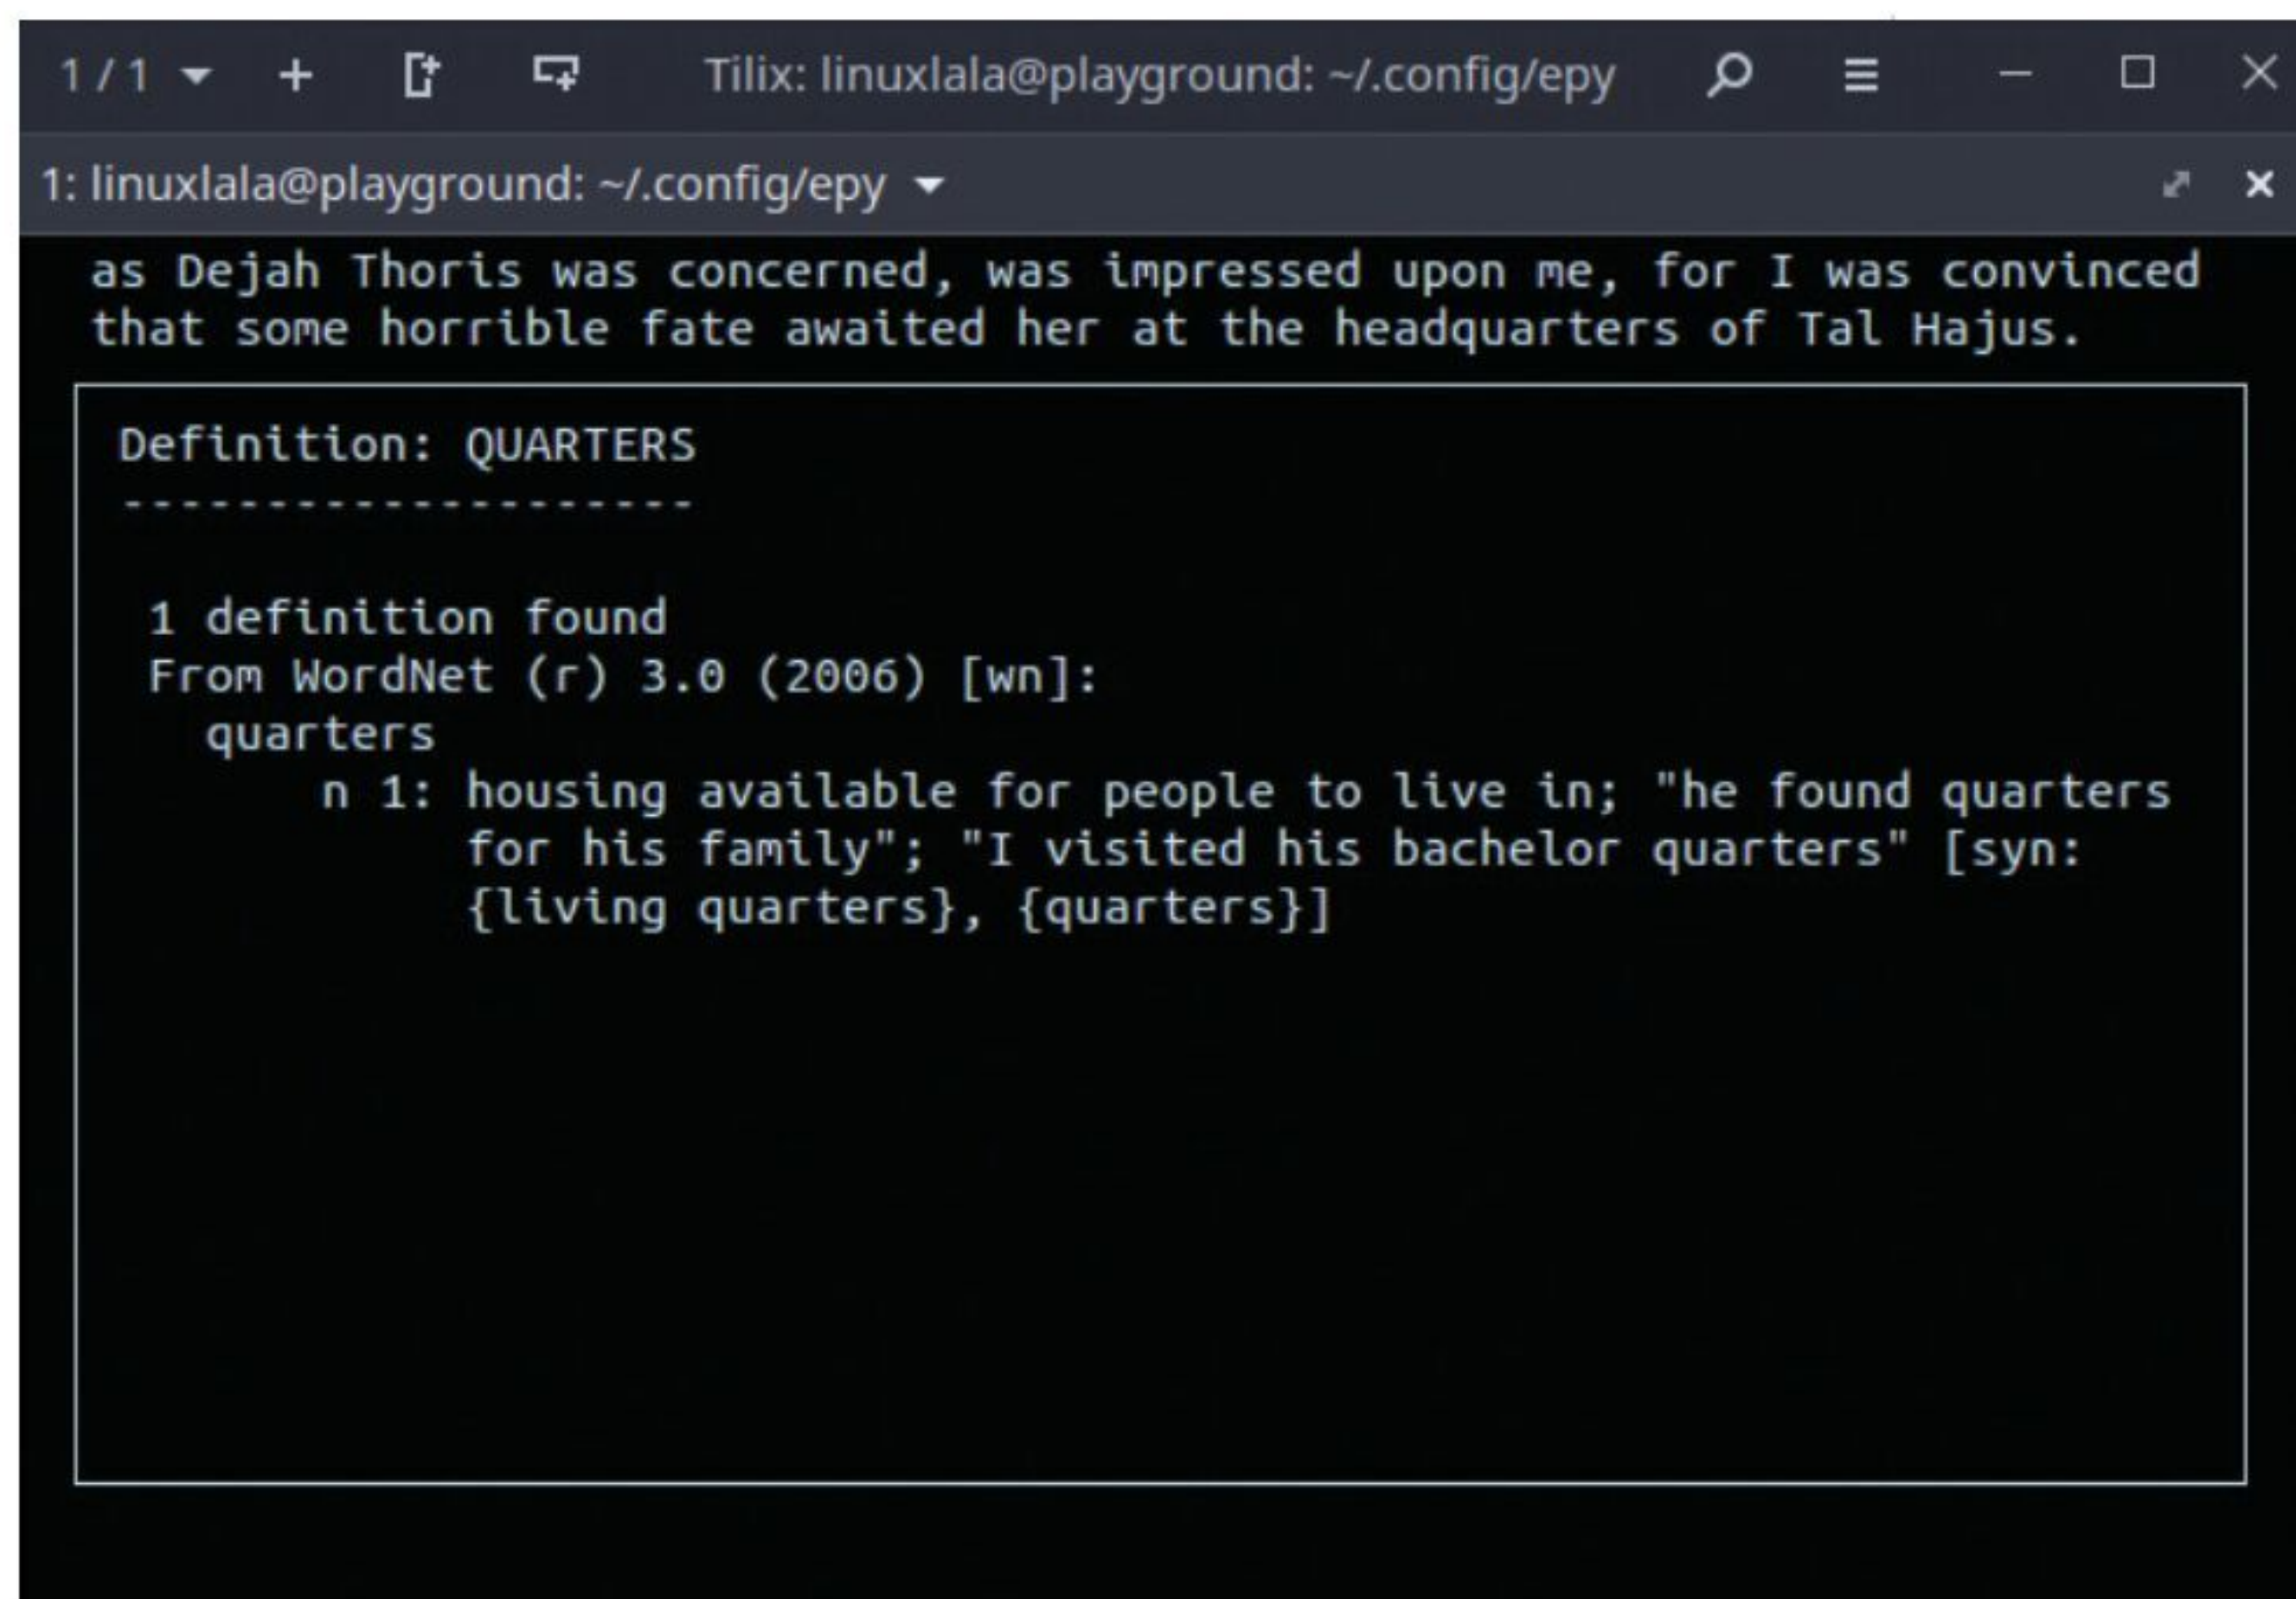 1 / 1
Tilix: linuxlala@playground: ~/.config/epy
1: linuxlala@playground: ~/.config/epy
as Dejah Thoris was concerned, was impressed upon me, for I was convinced
that some horrible fate awaited her at the headquarters of Tal Hajus.
Definition: QUARTERS
--------------------
1 definition found
From WordNet (r) 3.0 (2006) [wn]:
quarters
n 1: housing available for people to live in; "he found quarters
for his family"; "I visited his bachelor quarters" [syn:
{living quarters}, {quarters}]